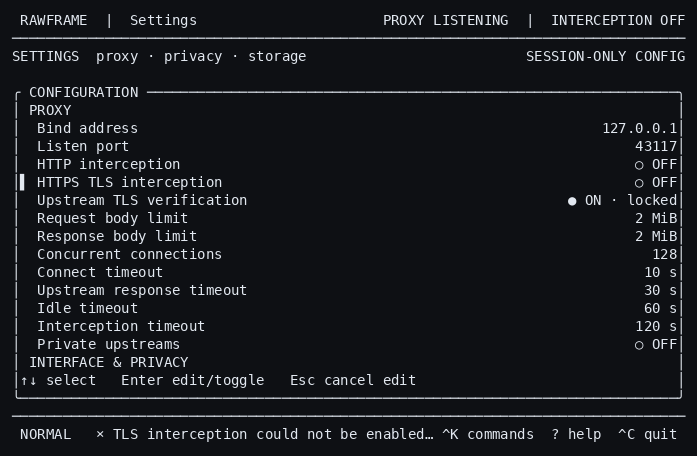 RAWFRAME | Settings PROXY LISTENING | INTERCEPTION OFF
SETTINGS proxy · privacy · storage SESSION-ONLY CONFIG
CONFIGURATION
PROXY
Bind address 127.0.0.1
Listen port 43117
HTTP interception ○ OFF
HTTPS TLS interception ○ OFF
Upstream TLS verification ● ON · locked
Request body limit 2 MiB
Response body limit 2 MiB
Concurrent connections 128
Connect timeout 10 s
Upstream response timeout 30 s
Idle timeout 60 s
Interception timeout 120 s
Private upstreams ○ OFF
INTERFACE & PRIVACY
↑↓ select Enter edit/toggle Esc cancel edit
NORMAL × TLS interception could not be enabled… ^K commands ? help ^C quit